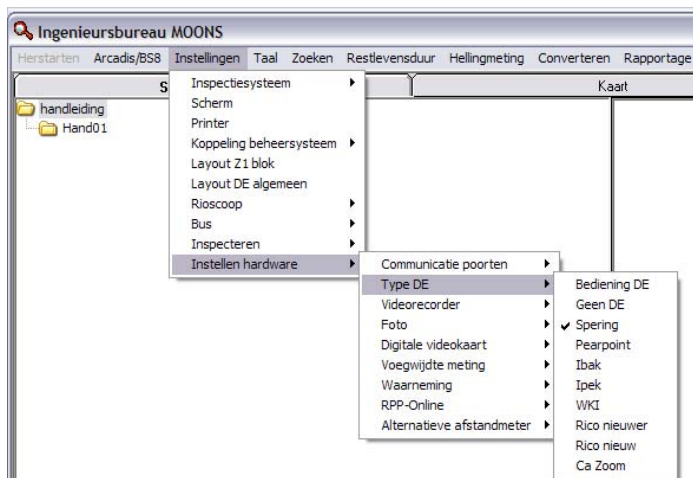 Ingenieursbureau MOONS
Herstarten Arcadis/BS8 Instellingen Taal Zoeken Restlevensduur Hellingmeting Converteren Rapportage
S
Kaart
handleiding
Hand01
Inspectiesysteem
Scherm
Printer
Koppeling beheersysteem
Layout Z1 blok
Layout DE algemeen
Rioscoop
Bus
Inspecteren
Instellen hardware
Communicatie poorten
Type DE
Videorecorder
Foto
Digitale videokaart
Voegwijdte meting
Waarneming
RPP-Online
Alternatieve afstandmeter
Bediening DE
Geen DE
Spering
Pearpoint
Ibak
Ipek
WKI
Rico nieuwer
Rico nieuw
Ca Zoom